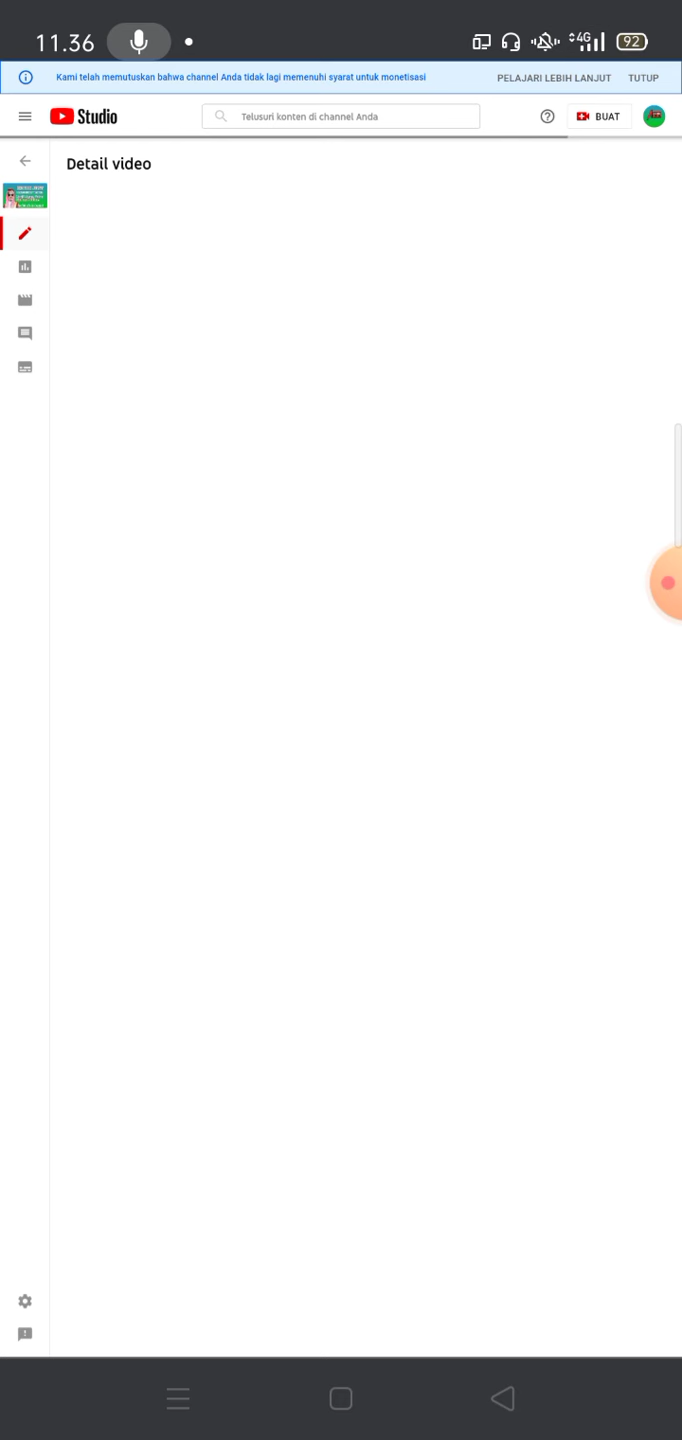 11.36
4G
92
Kami telah memutuskan bahwa channel Anda tidak lagi memenuhi syarat untuk monetisasi
PELAJARI LEBIH LANJUT
TUTUP
Studio
Telusuri konten di channel Anda
BUAT
Detail video